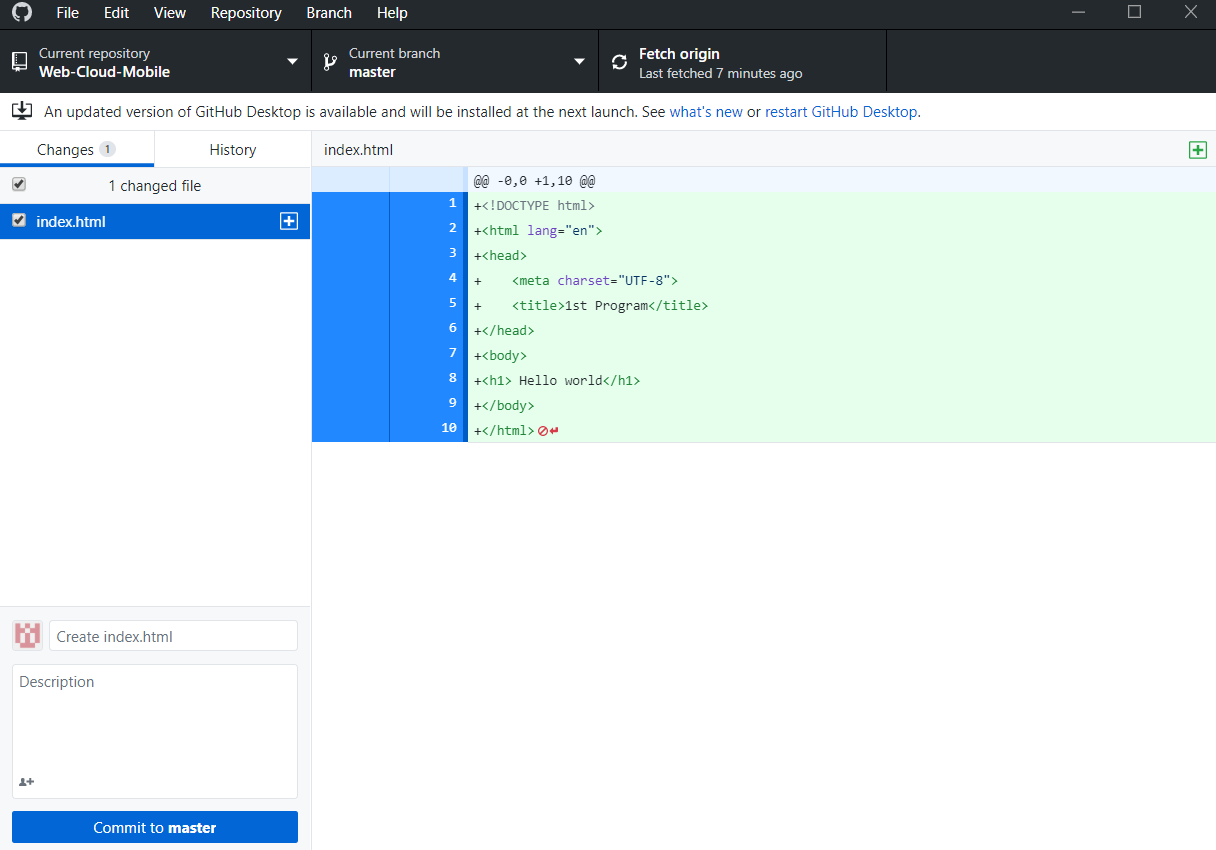 File Edit View Repository Branch Help
Current repository
Web-Cloud-Mobile
Current branch
master
Fetch origin
Last fetched 7 minutes ago
An updated version of GitHub Desktop is available and will be installed at the next launch. See what's new or restart GitHub Desktop.
Changes 1
History
index.html
1 changed file
index.html
@@ -0,0 +1,10 @@
1 +<!DOCTYPE html>
2 +<html lang="en">
3 +<head>
4 +    <meta charset="UTF-8">
5 +    <title>1st Program</title>
6 +</head>
7 +<body>
8 +<h1> Hello world</h1>
9 +</body>
10 +</html>
Create index.html
Description
Commit to master